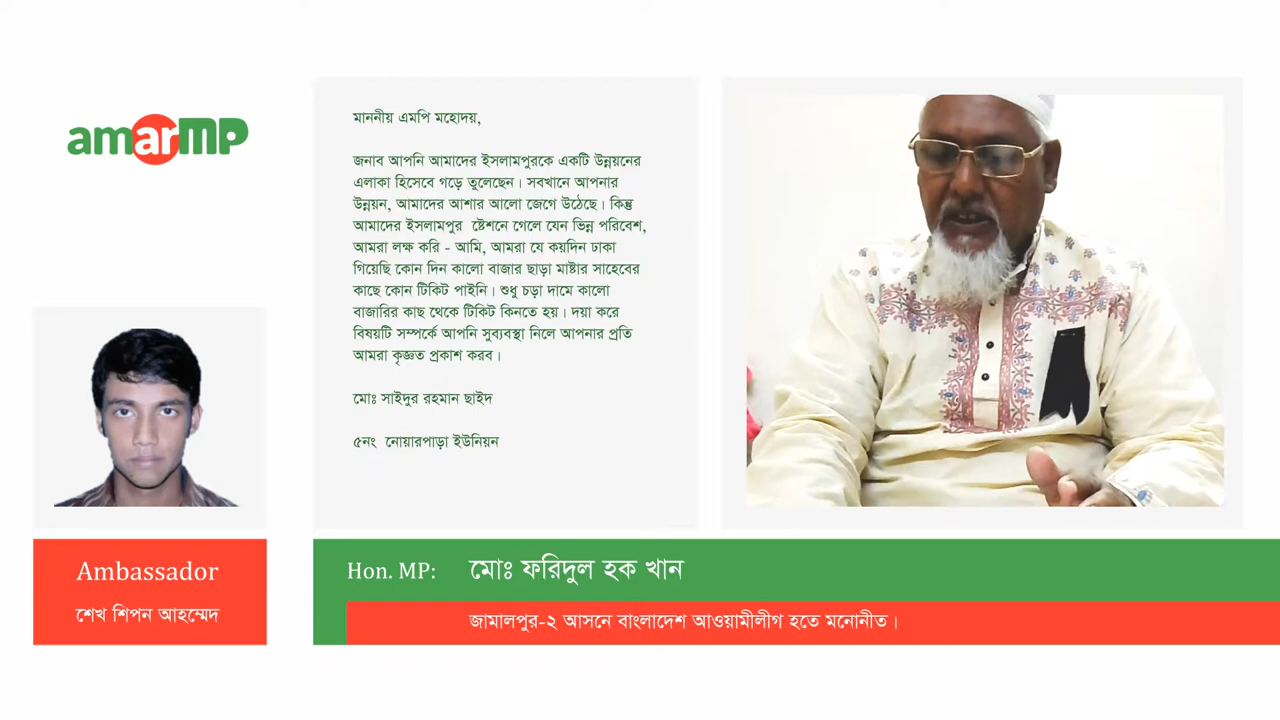 amarMP
মাননীয় এমপি মহোদয়,
জনাব আপনি আমাদের ইসলামপুরকে একটি উন্নয়নের
এলাকা হিসেবে গড়ে তুলেছেন। সবখানে আপনার
উন্নয়ন, আমাদের আশার আলো জেগে উঠেছে। কিন্তু
আমাদের ইসলামপুর ষ্টেশনে গেলে যেন ভিন্ন পরিবেশ,
আমরা লক্ষ করি - আমি, আমরা যে কয়দিন ঢাকা
গিয়েছি কোন দিন কালো বাজার ছাড়া মাষ্টার সাহেবের
কাছে কোন টিকিট পাইনি। শুধু চড়া দামে কালো
বাজারির কাছ থেকে টিকিট কিনতে হয়। দয়া করে
বিষয়টি সম্পর্কে আপনি সুব্যবস্থা নিলে আপনার প্রতি
আমরা কৃজ্ঞত প্রকাশ করব।
মোঃ সাইদুর রহমান ছাইদ
৫নং নোয়ারপাড়া ইউনিয়ন
Ambassador
শেখ শিপন আহম্মেদ
Hon. MP: মোঃ ফরিদুল হক খান
জামালপুর-২ আসনে বাংলাদেশ আওয়ামীলীগ হতে মনোনীত।